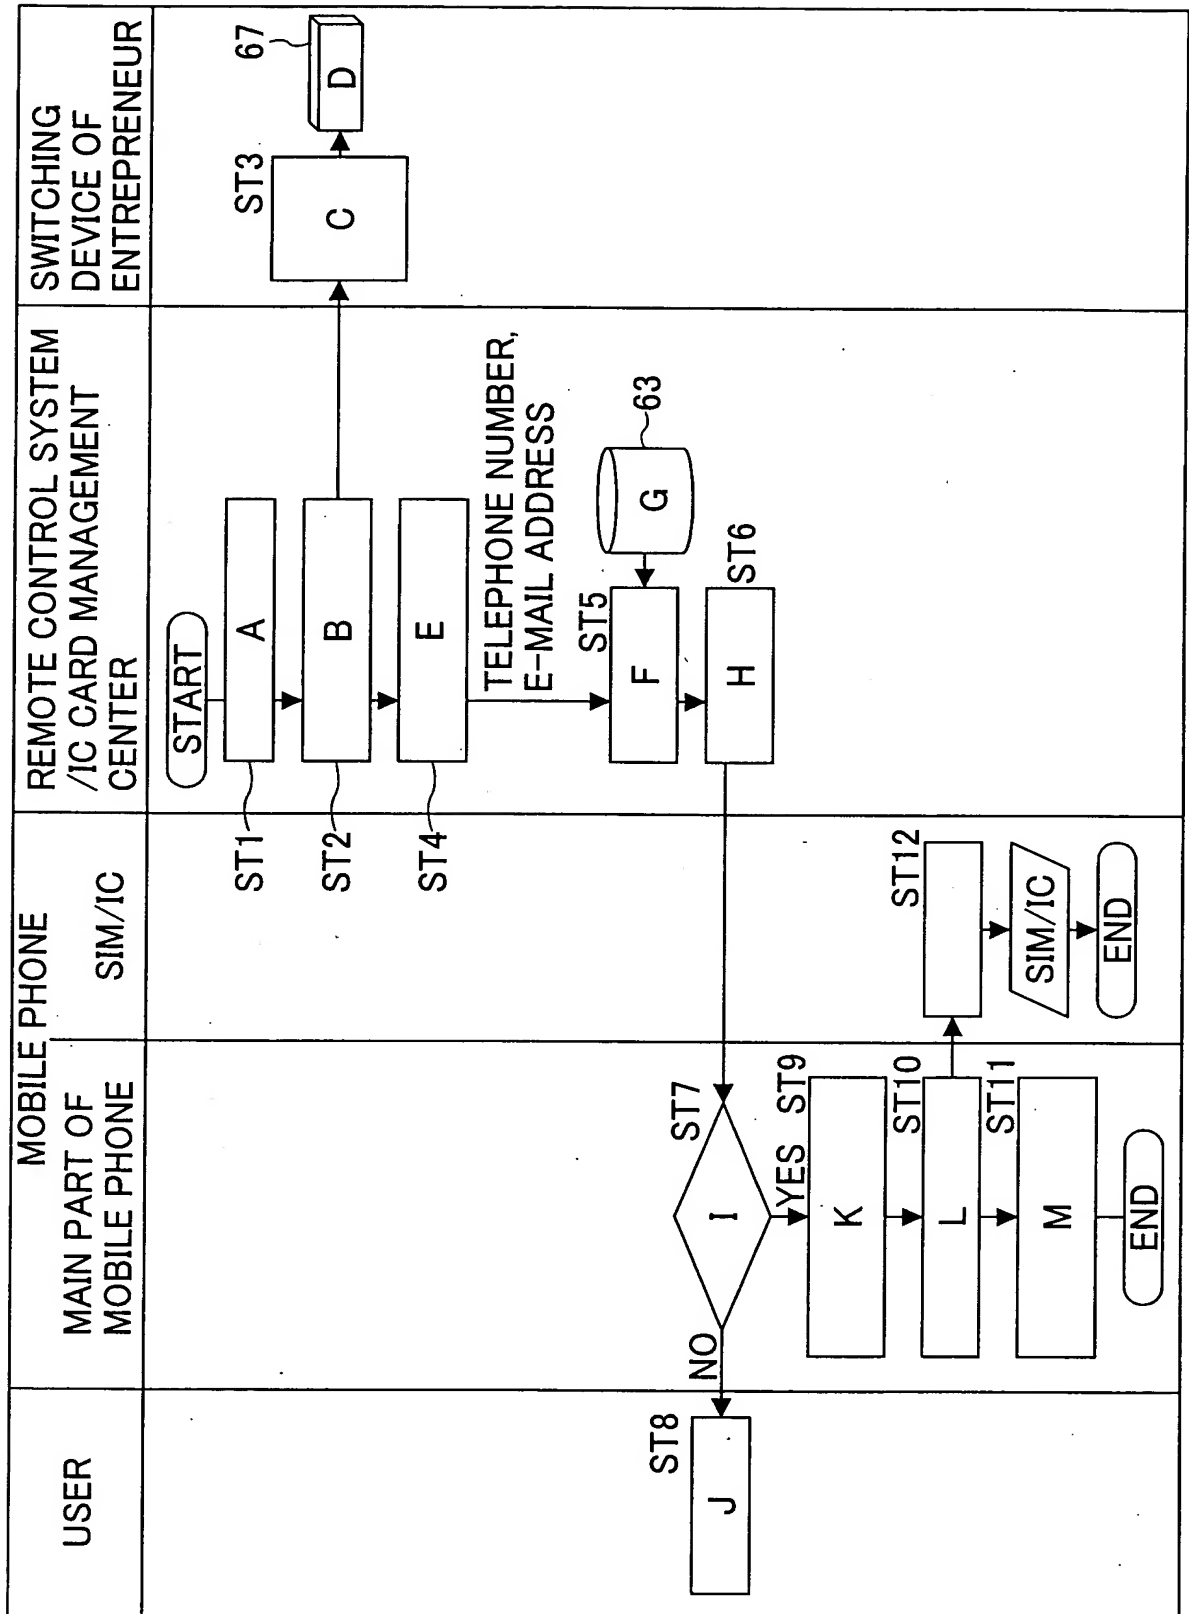 USER
MOBILE PHONE
MAIN PART OF
MOBILE PHONE
SIM/IC
REMOTE CONTROL SYSTEM
/IC CARD MANAGEMENT
CENTER
SWITCHING
DEVICE OF
ENTREPRENEUR
START
ST1
A
ST2
B
ST3
C
D
67
ST4
E
TELEPHONE NUMBER,
E-MAIL ADDRESS
ST5
F
G
63
H
ST6
ST7
I
NO
YES
ST8
J
ST9
K
ST10
L
ST12
SIM/IC
END
ST11
M
END